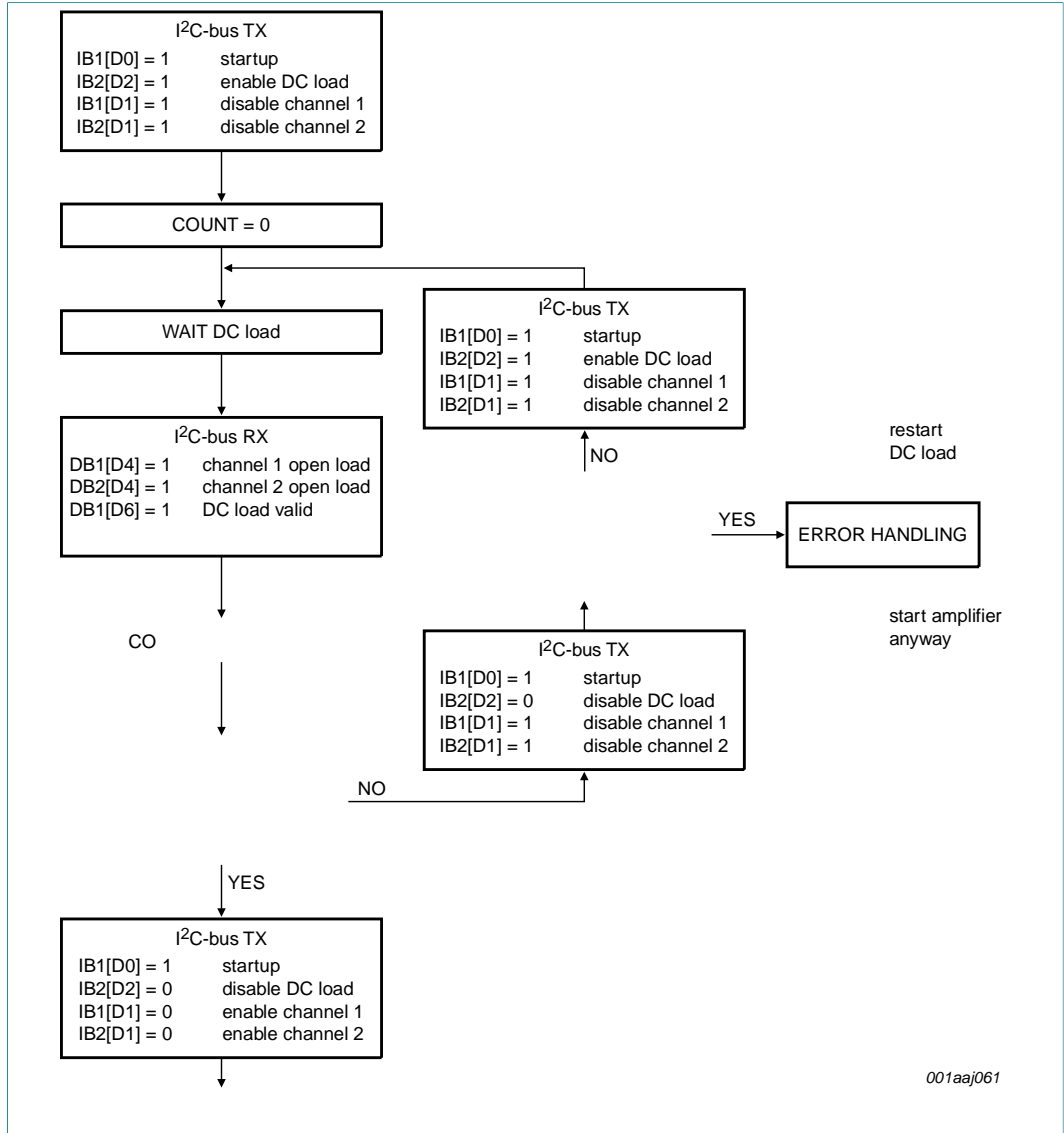 I2C-bus TX
IB1[D0] = 1 startup
IB2[D2] = 1 enable DC load
IB1[D1] = 1 disable channel 1
IB2[D1] = 1 disable channel 2
COUNT = 0
WAIT DC load
I2C-bus RX
DB1[D4] = 1 channel 1 open load
DB2[D4] = 1 channel 2 open load
DB1[D6] = 1 DC load valid
CO
I2C-bus TX
IB1[D0] = 1 startup
IB2[D2] = 1 enable DC load
IB1[D1] = 1 disable channel 1
IB2[D1] = 1 disable channel 2
NO
restart
DC load
YES
ERROR HANDLING
start amplifier
anyway
I2C-bus TX
IB1[D0] = 1 startup
IB2[D2] = 0 disable DC load
IB1[D1] = 1 disable channel 1
IB2[D1] = 1 disable channel 2
NO
YES
I2C-bus TX
IB1[D0] = 1 startup
IB2[D2] = 0 disable DC load
IB1[D1] = 0 enable channel 1
IB2[D1] = 0 enable channel 2
001aaj061